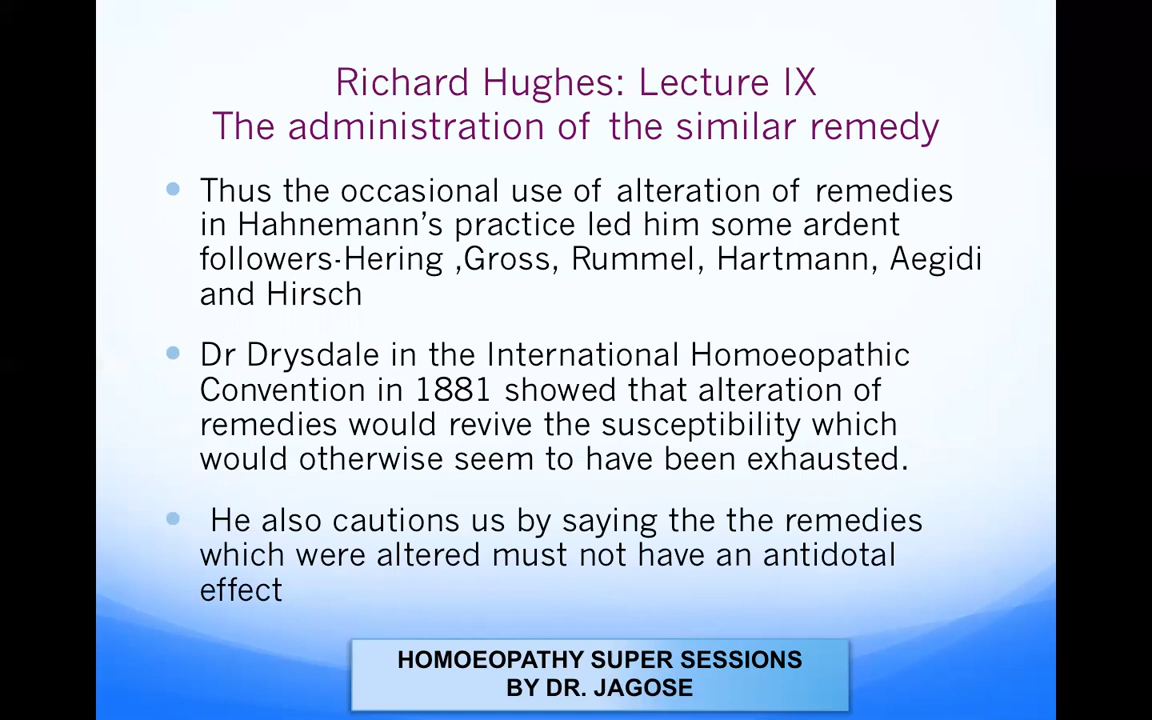 Richard Hughes: Lecture IX
The administration of the similar remedy
Thus the occasional use of alteration of remedies
in Hahnemann’s practice led him some ardent
followers-Hering ,Gross, Rummel, Hartmann, Aegidi
and Hirsch
Dr Drysdale in the International Homoeopathic
Convention in 1881 showed that alteration of
remedies would revive the susceptibility which
would otherwise seem to have been exhausted.
He also cautions us by saying the the remedies
which were altered must not have an antidotal
effect
HOMOEOPATHY SUPER SESSIONS
BY DR. JAGOSE